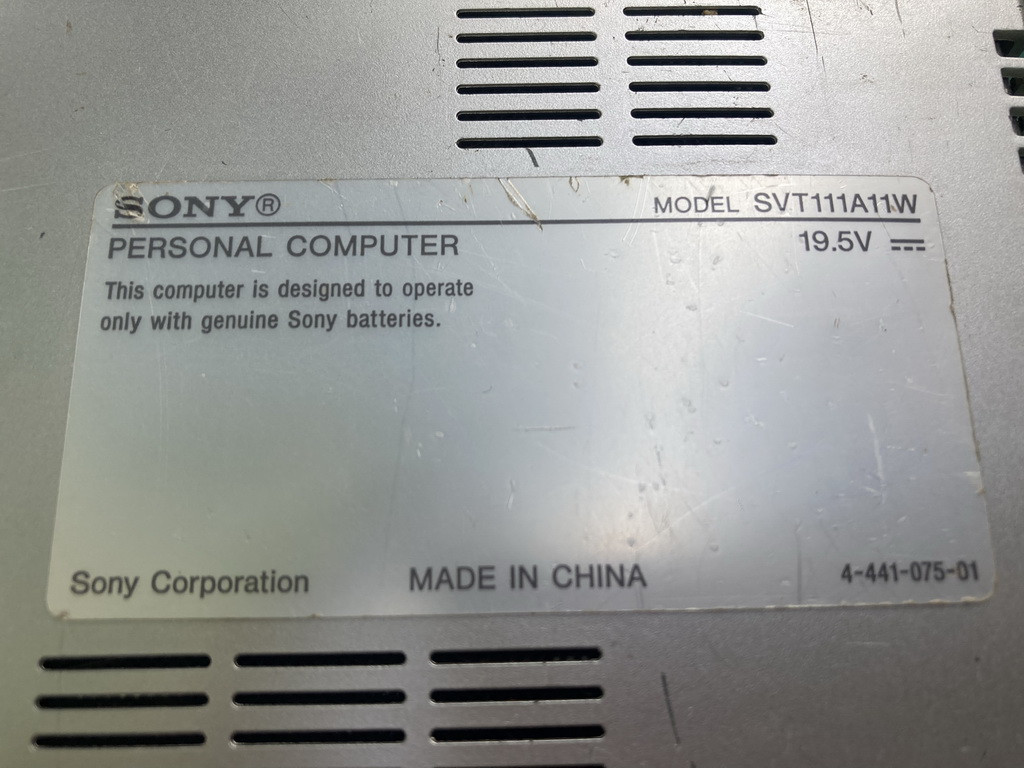 SONY® MODEL SVT111A11W
PERSONAL COMPUTER 19.5V
This computer is designed to operate
only with genuine Sony batteries.
Sony Corporation MADE IN CHINA 4-441-075-01